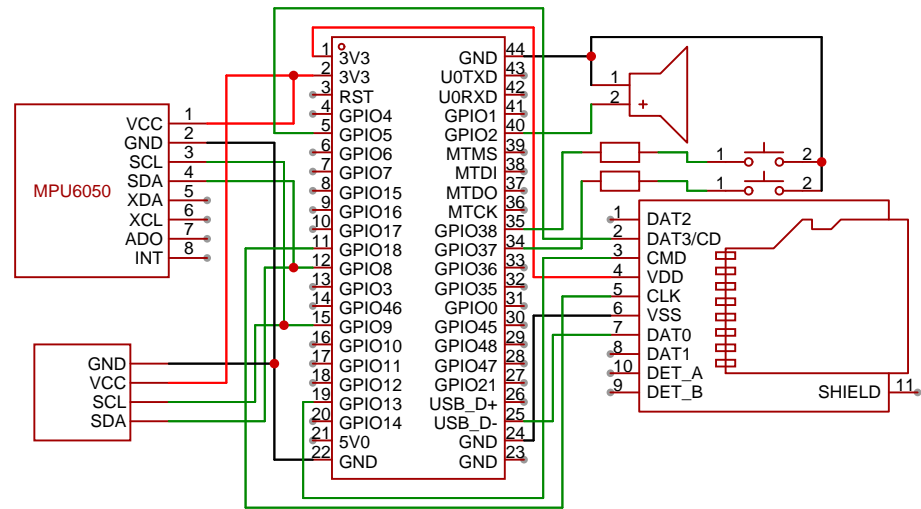 MPU6050
VCC 1
GND 2
SCL 3
SDA 4
XDA 5
XCL 6
ADO 7
INT 8
GND
VCC
SCL
SDA
1 3V3
2 3V3
3 RST
4 GPIO4
5 GPIO5
6 GPIO6
7 GPIO7
8 GPIO15
9 GPIO16
10 GPIO17
11 GPIO18
12 GPIO8
13 GPIO3
14 GPIO46
15 GPIO9
16 GPIO10
17 GPIO11
18 GPIO12
19 GPIO13
20 GPIO14
21 5V0
22 GND
GND 44
U0TXD 43
U0RXD 42
GPIO1 41
GPIO2 40
MTMS 39
MTDI 38
MTDO 37
MTCK 36
GPIO38 35
GPIO37 34
GPIO36 33
GPIO35 32
GPIO0 31
GPIO45 30
GPIO48 29
GPIO47 28
GPIO21 27
USB_D+ 26
USB_D- 25
GND 24
GND 23
1
2 +
1 2
1 2
1 DAT2
2 DAT3/CD
3 CMD
4 VDD
5 CLK
6 VSS
7 DAT0
8 DAT1
10 DET_A
9 DET_B
SHIELD 11